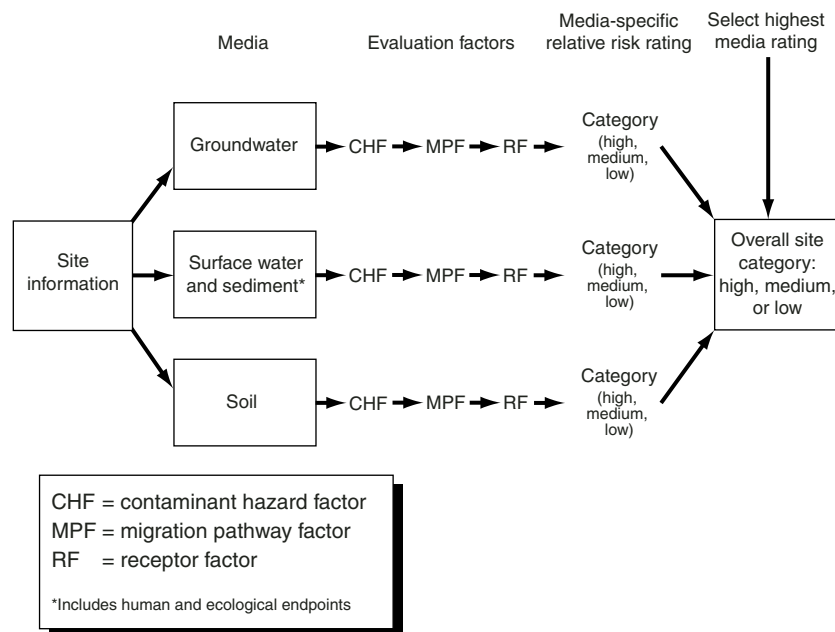 Media
Evaluation factors
Media-specific
relative risk rating
Select highest
media rating
Groundwater
CHF
MPF
RF
Category
(high,
medium,
low)
Site
information
Surface water
and sediment*
CHF
MPF
RF
Category
(high,
medium,
low)
Overall site
category:
high, medium,
or low
Soil
CHF
MPF
RF
Category
(high,
medium,
low)
CHF = contaminant hazard factor
MPF = migration pathway factor
RF = receptor factor
*Includes human and ecological endpoints